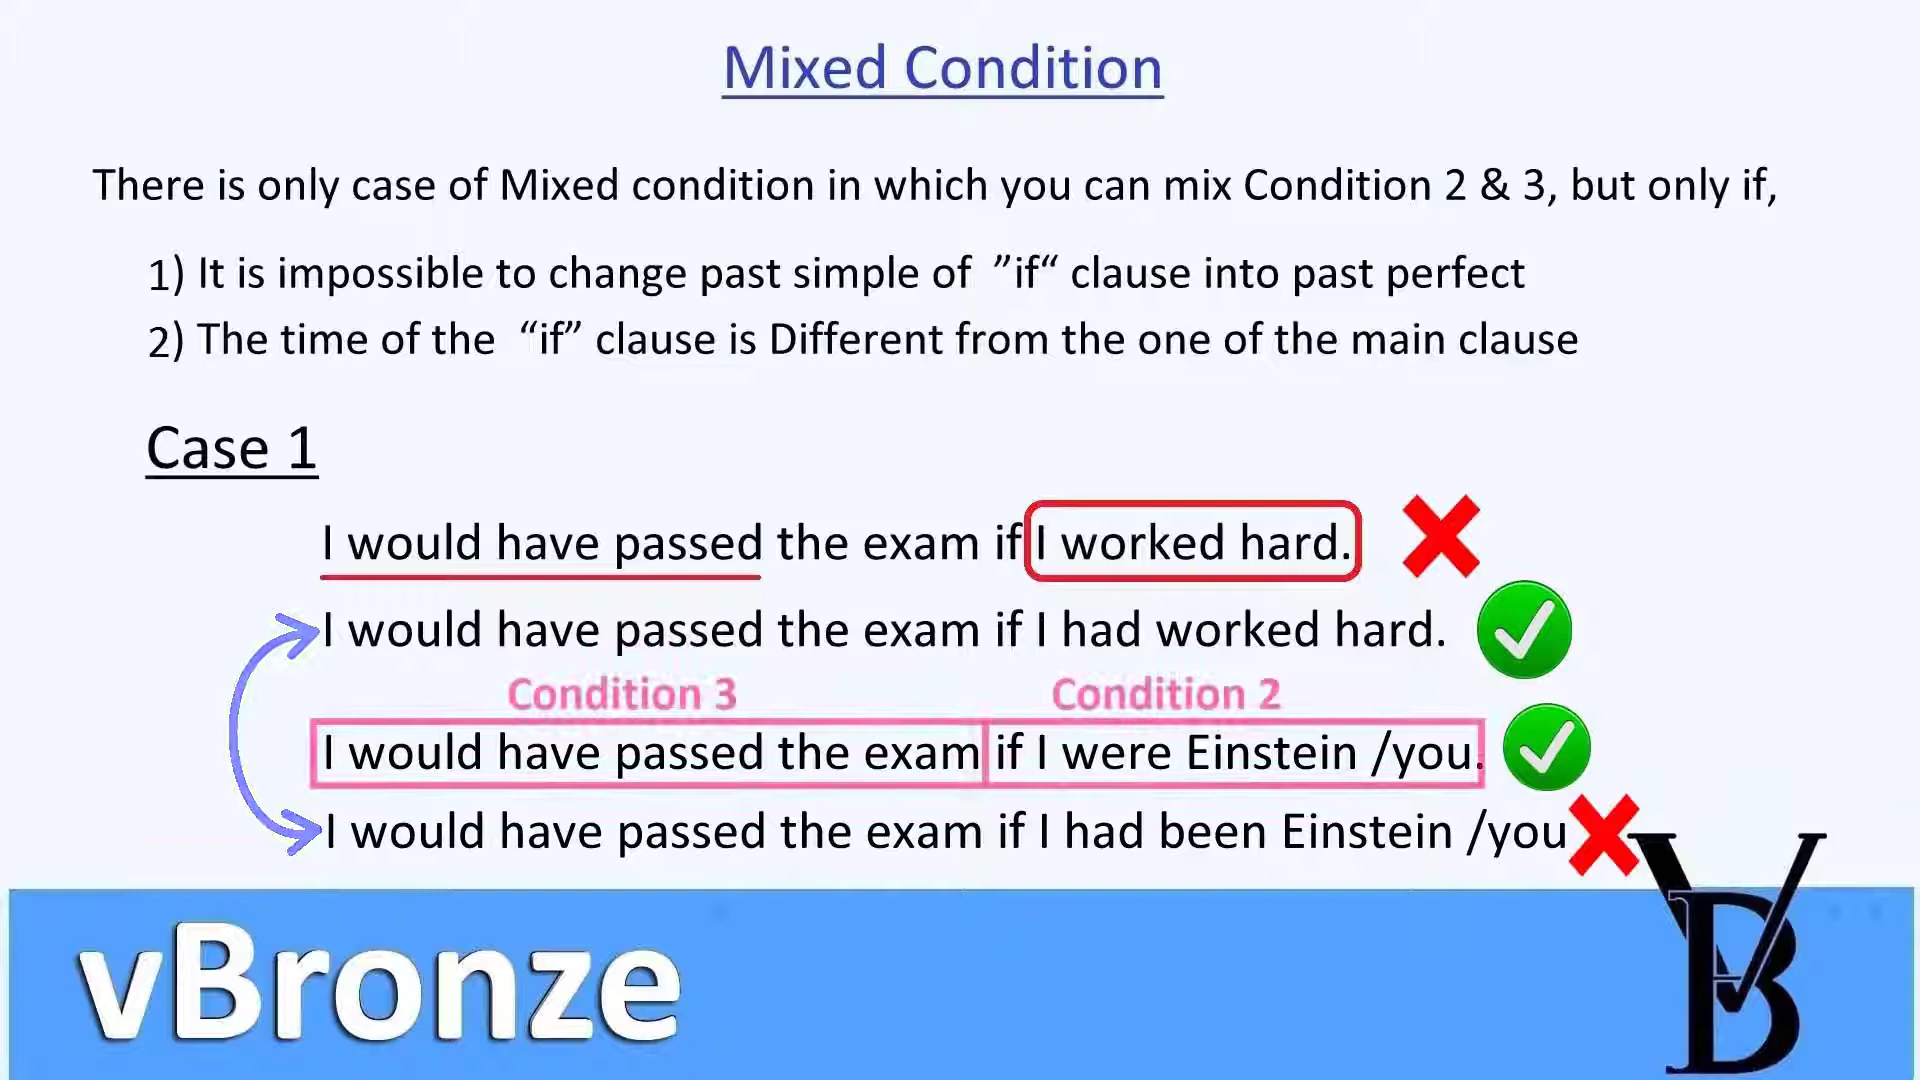 Mixed Condition
There is only case of Mixed condition in which you can mix Condition 2 & 3, but only if,
1) It is impossible to change past simple of ”if“ clause into past perfect
2) The time of the “if” clause is Different from the one of the main clause
Case 1
I would have passed the exam if I worked hard.
I would have passed the exam if I had worked hard.
Condition 3 Condition 2
I would have passed the exam if I were Einstein /you.
I would have passed the exam if I had been Einstein /you
vBronze
VB